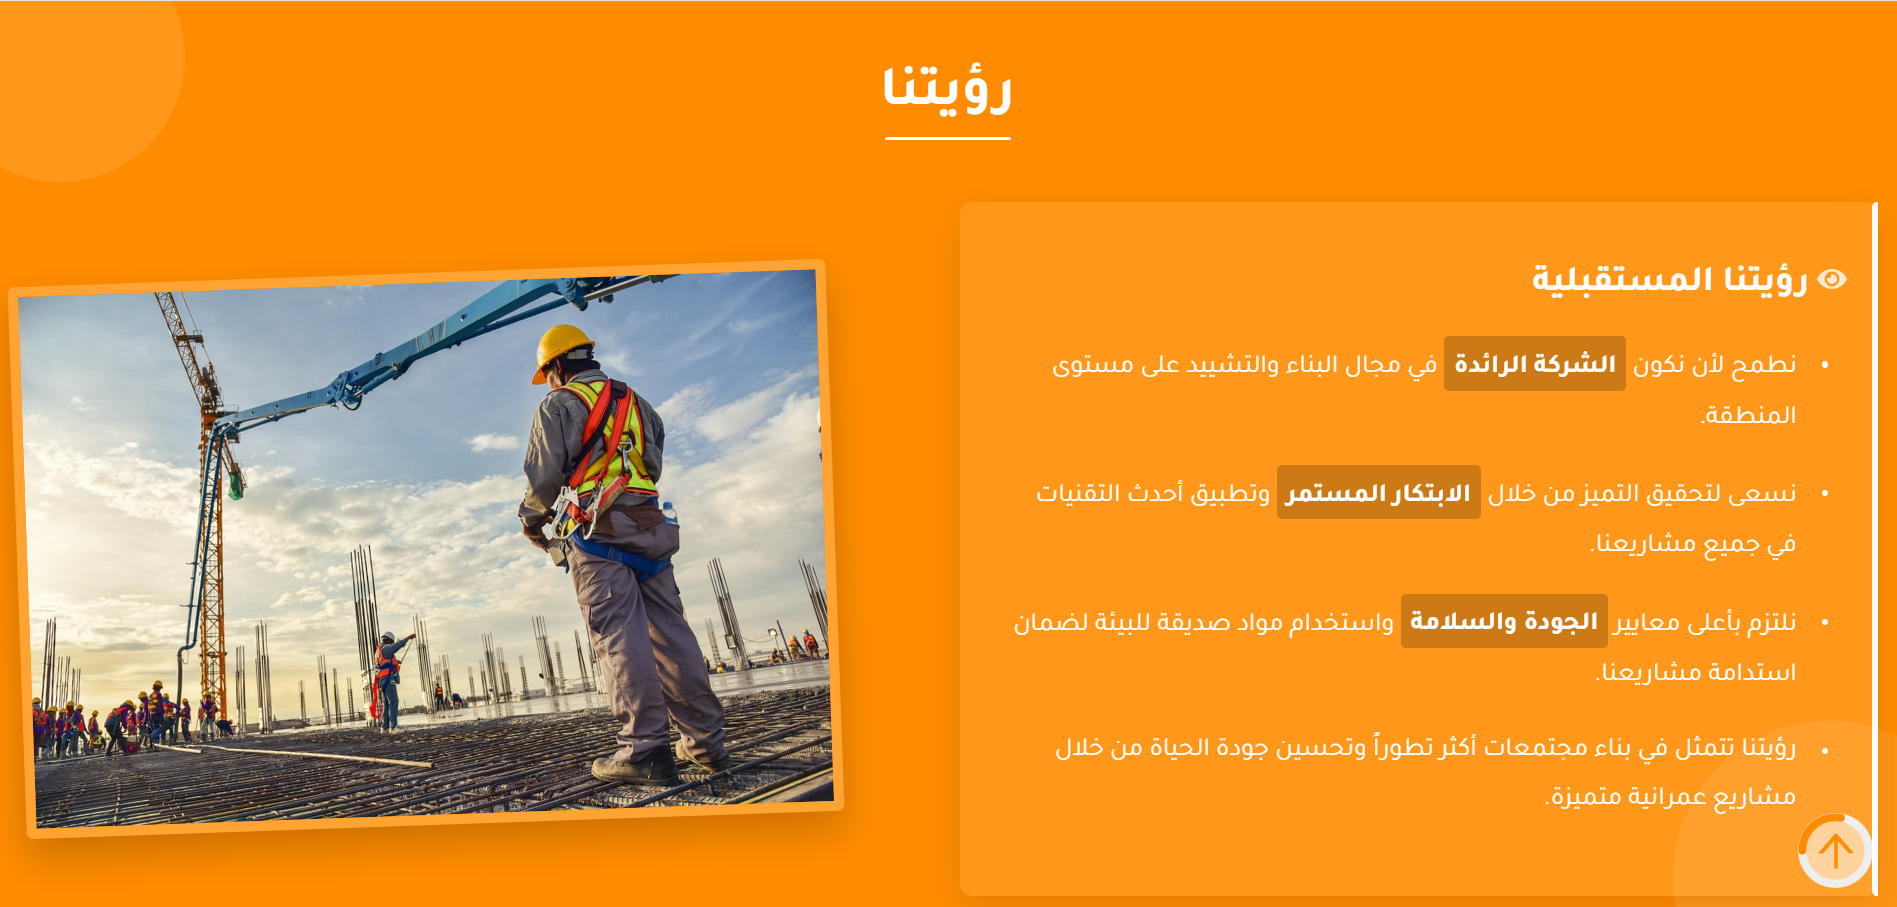 رؤيتنا
رؤيتنا المستقبلية
نطمح لأن نكون الشركة الرائدة في مجال البناء والتشييد على مستوى
المنطقة.
نسعى لتحقيق التميز من خلال الابتكار المستمر وتطبيق أحدث التقنيات
في جميع مشاريعنا.
نلتزم بأعلى معايير الجودة والسلامة واستخدام مواد صديقة للبيئة لضمان
استدامة مشاريعنا.
رؤيتنا تتمثل في بناء مجتمعات أكثر تطوراً وتحسين جودة الحياة من خلال
مشاريع عمرانية متميزة.